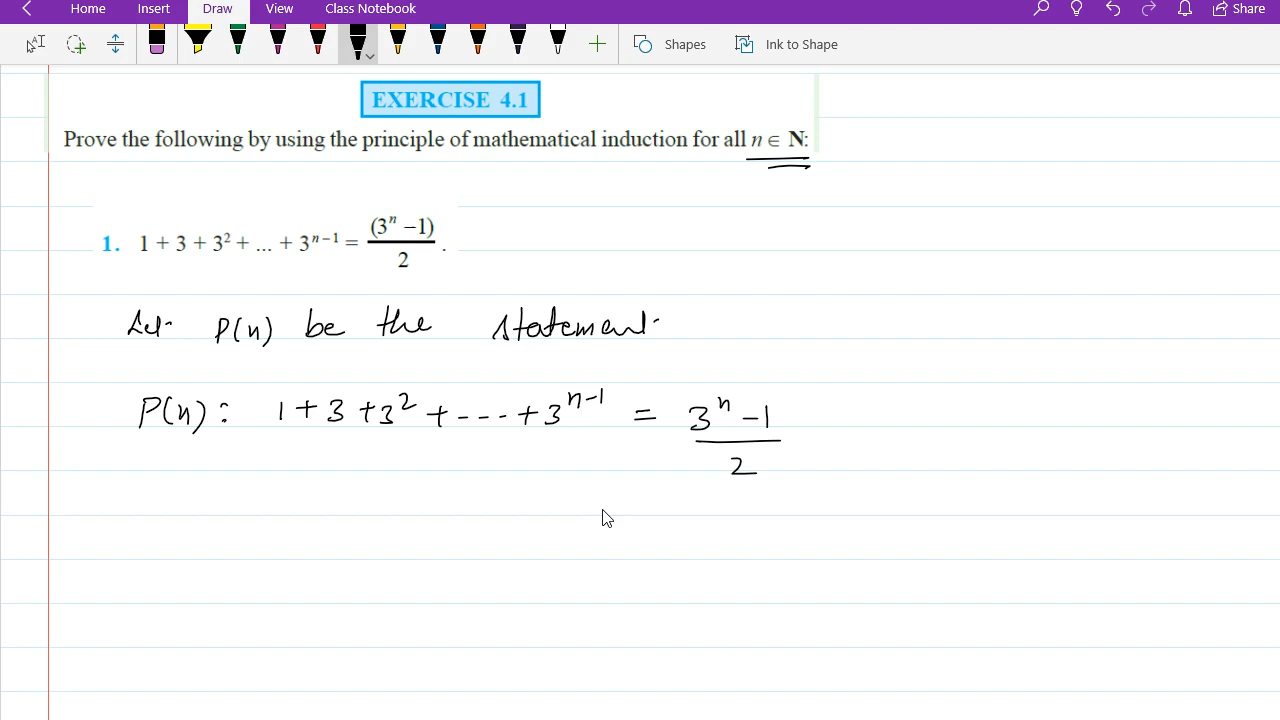 Home Insert Draw View Class Notebook Share
Shapes Ink to Shape
EXERCISE 4.1
Prove the following by using the principle of mathematical induction for all n ∈ N:
1. 1 + 3 + 3² + ... + 3ⁿ⁻¹ = (3ⁿ − 1) / 2 .
Let P(n) be the statement
P(n) : 1 + 3 + 3² + ---- + 3ⁿ⁻¹ = 3ⁿ − 1 / 2